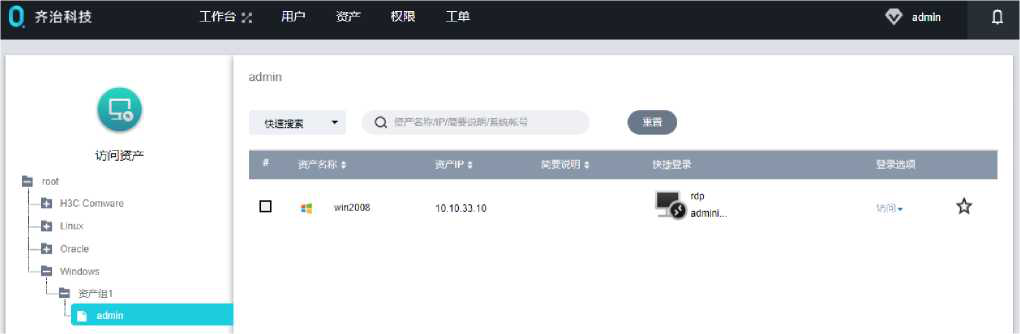 齐治科技 工作台 用户 资产 权限 工单 admin
访问资产
root
H3C Comware
Linux
Oracle
Windows
资产组1
admin
admin
快速搜索 资产名称/IP/简要说明/系统帐号 重置
# 资产名称 资产IP 简要说明 快捷登录 登录选项
win2008 10.10.33.10 rdp 访问
admini...